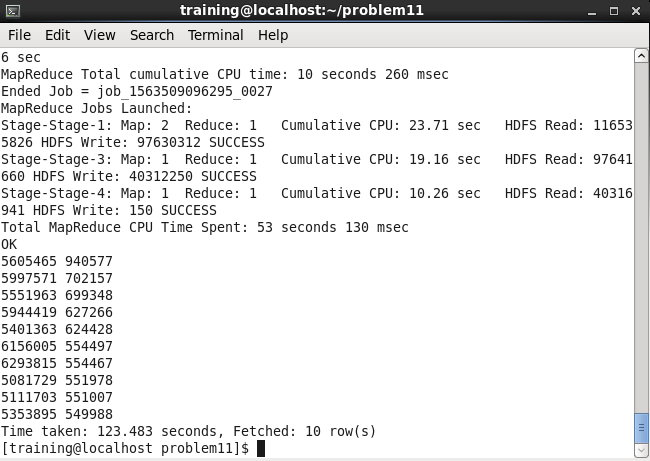 training@localhost:~/problem11
File Edit View Search Terminal Help
6 sec
MapReduce Total cumulative CPU time: 10 seconds 260 msec
Ended Job = job_1563509096295_0027
MapReduce Jobs Launched:
Stage-Stage-1: Map: 2  Reduce: 1   Cumulative CPU: 23.71 sec   HDFS Read: 11653
5826 HDFS Write: 97630312 SUCCESS
Stage-Stage-3: Map: 1  Reduce: 1   Cumulative CPU: 19.16 sec   HDFS Read: 97641
660 HDFS Write: 40312250 SUCCESS
Stage-Stage-4: Map: 1  Reduce: 1   Cumulative CPU: 10.26 sec   HDFS Read: 40316
941 HDFS Write: 150 SUCCESS
Total MapReduce CPU Time Spent: 53 seconds 130 msec
OK
5605465 940577
5997571 702157
5551963 699348
5944419 627266
5401363 624428
6156005 554497
6293815 554467
5081729 551978
5111703 551007
5353895 549988
Time taken: 123.483 seconds, Fetched: 10 row(s)
[training@localhost problem11]$